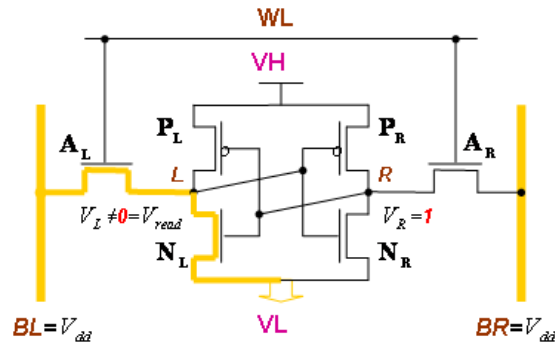 WL
VH
P_L
P_R
A_L
A_R
L
R
V_L ≠0=V_read
V_R=1
N_L
N_R
VL
BL=V_dd
BR=V_dd